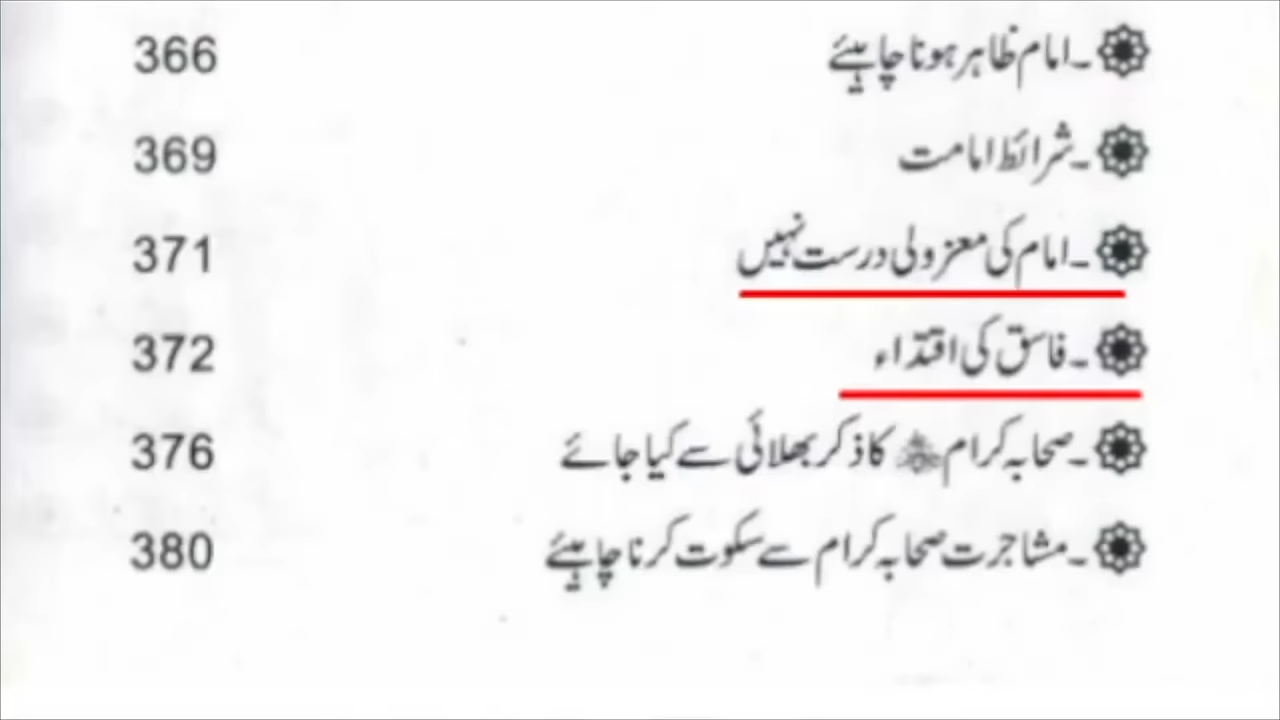 ۔امام ظاہر ہونا چاہیئے 366
۔شرائط امامت 369
۔امام کی معزولی درست نہیں 371
۔فاسق کی اقتداء 372
۔صحابہ کرام کا ذکر بھلائی سے کیا جائے 376
۔مشاجرت صحابہ کرام سے سکوت کرنا چاہیئے 380